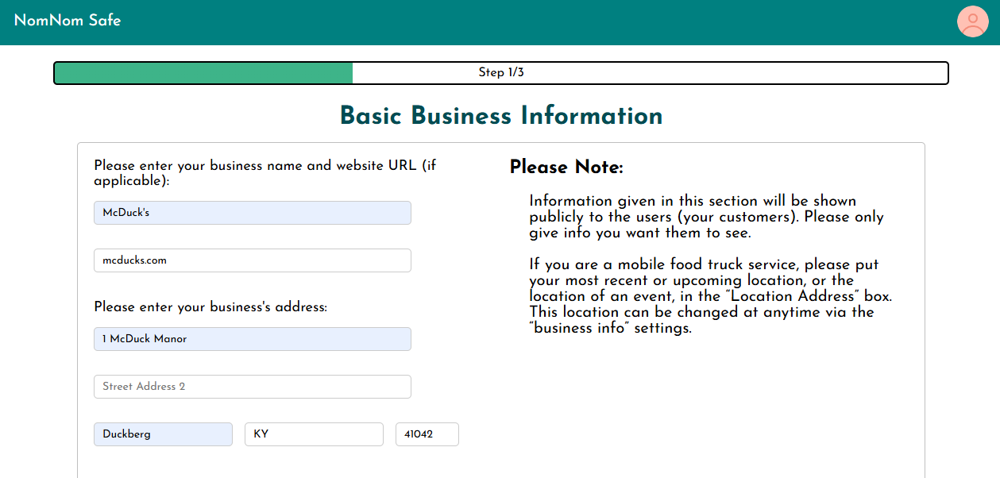 NomNom Safe
Step 1/3
Basic Business Information
Please enter your business name and website URL (if
applicable):
McDuck's
mcducks.com
Please enter your business's address:
1 McDuck Manor
Street Address 2
Duckberg KY 41042
Please Note:
Information given in this section will be shown
publicly to the users (your customers). Please only
give info you want them to see.
If you are a mobile food truck service, please put
your most recent or upcoming location, or the
location of an event, in the “Location Address” box.
This location can be changed at anytime via the
“business info” settings.